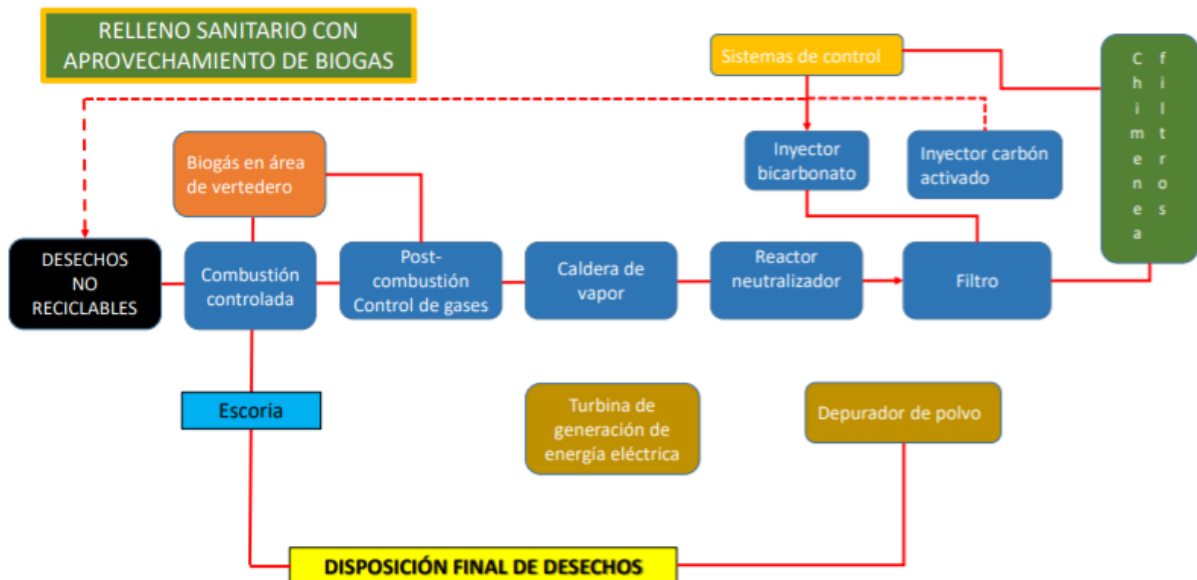 RELLENO SANITARIO CON
APROVECHAMIENTO DE BIOGAS
Sistemas de control
Chimenea
filtros
Biogás en área
de vertedero
Inyector
bicarbonato
Inyector carbón
activado
DESECHOS
NO
RECICLABLES
Combustión
controlada
Post-
combustión
Control de gases
Caldera de
vapor
Reactor
neutralizador
Filtro
Escoria
Turbina de
generación de
energía eléctrica
Depurador de polvo
DISPOSICIÓN FINAL DE DESECHOS